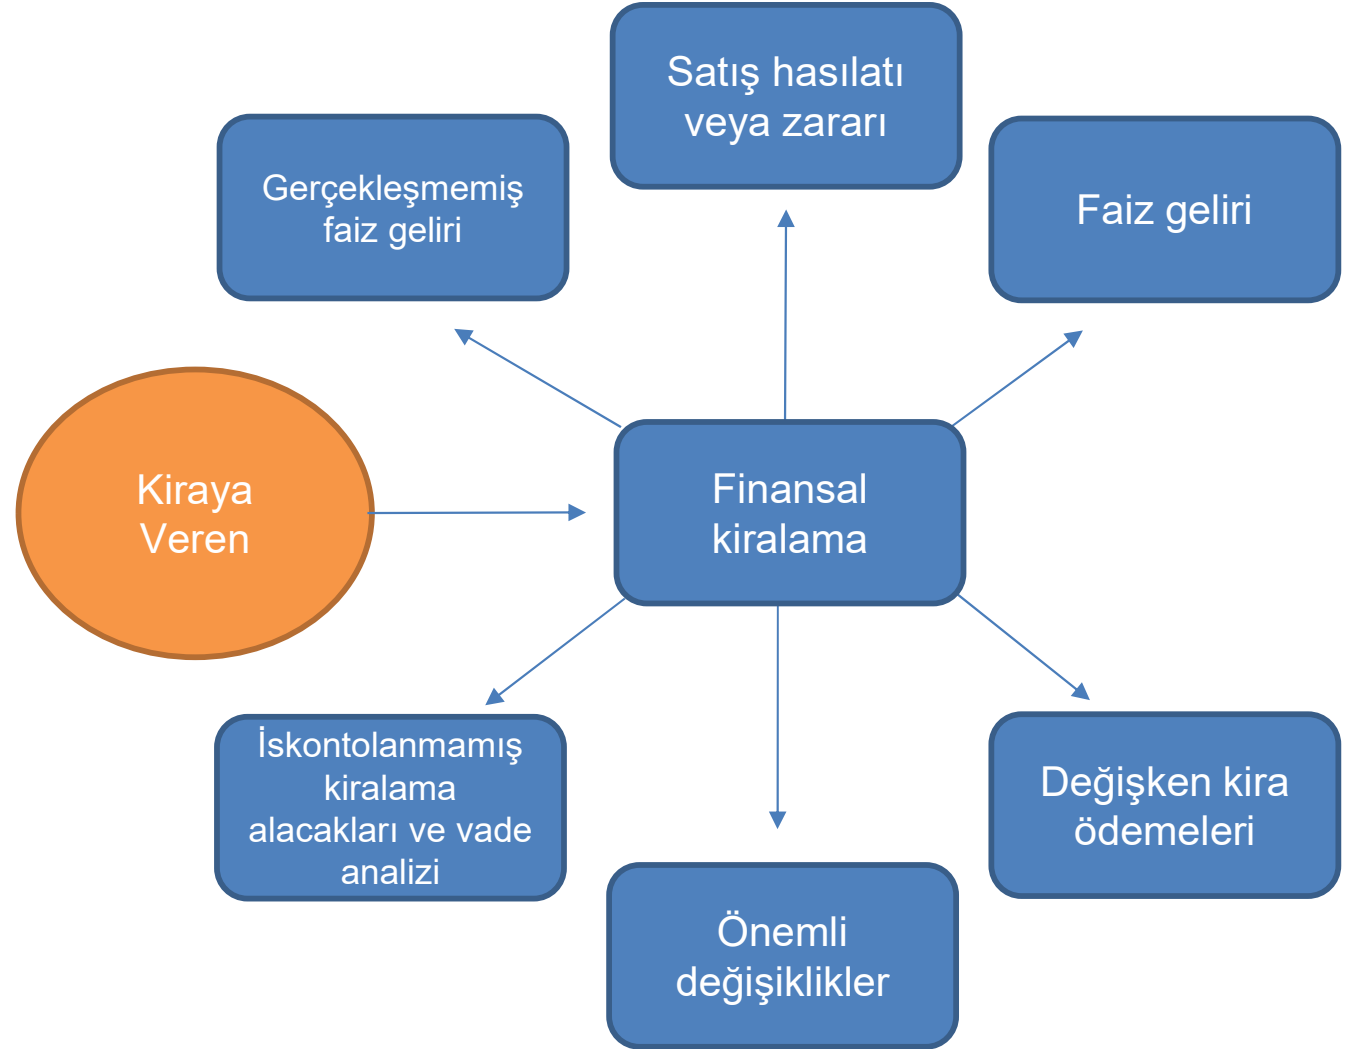 Satış hasılatı
veya zararı
Gerçekleşmemiş
faiz geliri
Faiz geliri
Kiraya
Veren
Finansal
kiralama
İskontolanmamış
kiralama
alacakları ve vade
analizi
Değişken kira
ödemeleri
Önemli
değişiklikler